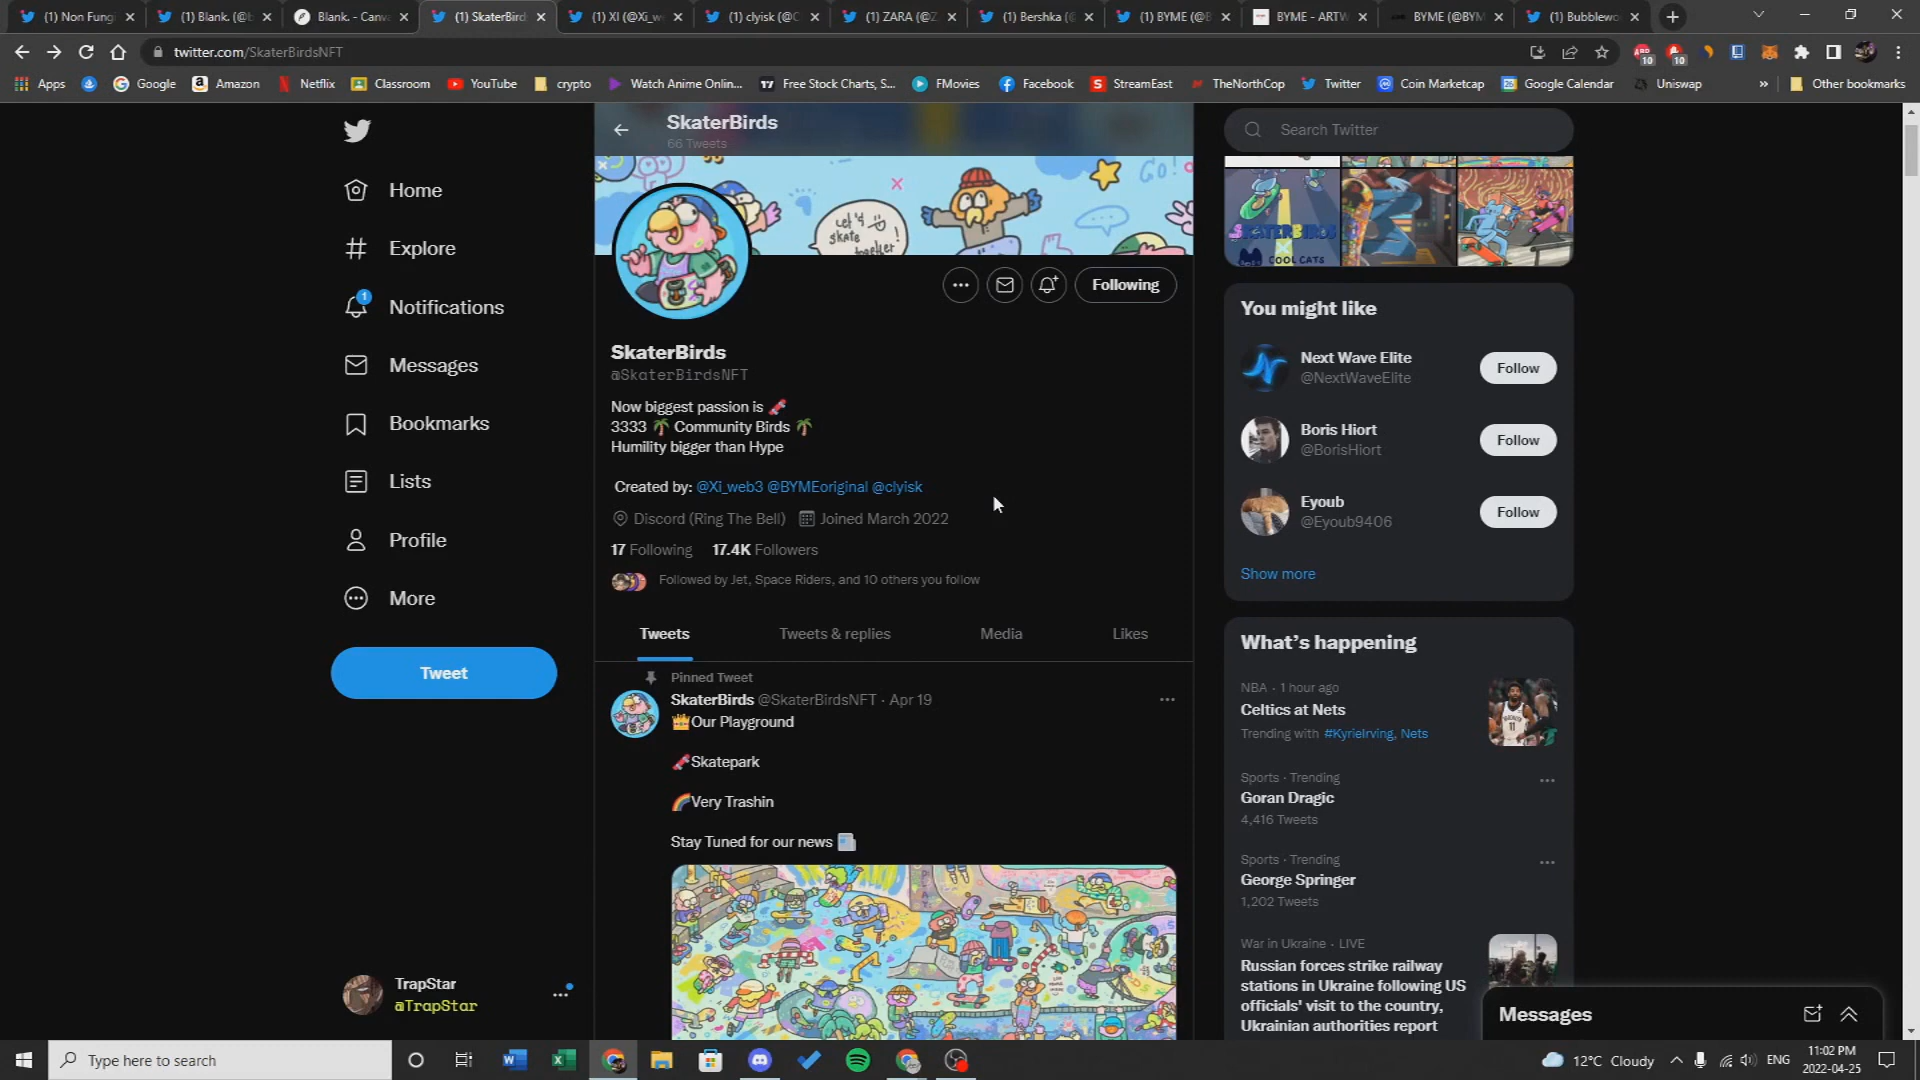 (1) Non Fung
(1) Blank. (@b
Blank. - Canv
(1) SkaterBird
(1) XI (@Xi_w
(1) clyisk (@C
(1) ZARA (@Z
(1) Bershka (
(1) BYME (@B
BYME - ARTW
BYME (@BYM
(1) Bubblewo
twitter.com/SkaterBirdsNFT
10
10
Apps
Google
Amazon
Netflix
Classroom
YouTube
crypto
Watch Anime Onlin...
Free Stock Charts, S...
FMovies
Facebook
StreamEast
TheNorthCop
Twitter
Coin Marketcap
Google Calendar
Uniswap
»
Other bookmarks
Home
Explore
1
Notifications
Messages
Bookmarks
Lists
Profile
More
Tweet
TrapStar
@TrapStar
SkaterBirds
66 Tweets
GO!
let's
skate
together!
Following
SkaterBirds
@SkaterBirdsNFT
Now biggest passion is 🛹
3333 🌴 Community Birds 🌴
Humility bigger than Hype
Created by: @Xi_web3 @BYMEoriginal @clyisk
Discord (Ring The Bell) Joined March 2022
17 Following 17.4K Followers
Followed by Jet, Space Riders, and 10 others you follow
Tweets
Tweets & replies
Media
Likes
Pinned Tweet
SkaterBirds @SkaterBirdsNFT · Apr 19
👑Our Playground
🛹Skatepark
🌈Very Trashin
Stay Tuned for our news 📰
Search Twitter
SKATERBIRDS
COOL CATS
You might like
Next Wave Elite
@NextWaveElite
Follow
Boris Hiort
@BorisHiort
Follow
Eyoub
@Eyoub9406
Follow
Show more
What's happening
NBA · 1 hour ago
Celtics at Nets
Trending with #KyrieIrving, Nets
Sports · Trending
Goran Dragic
4,416 Tweets
Sports · Trending
George Springer
1,202 Tweets
War in Ukraine · LIVE
Russian forces strike railway
stations in Ukraine following US
officials' visit to the country,
Ukrainian authorities report
Messages
Type here to search
12°C Cloudy
ENG
11:02 PM
2022-04-25